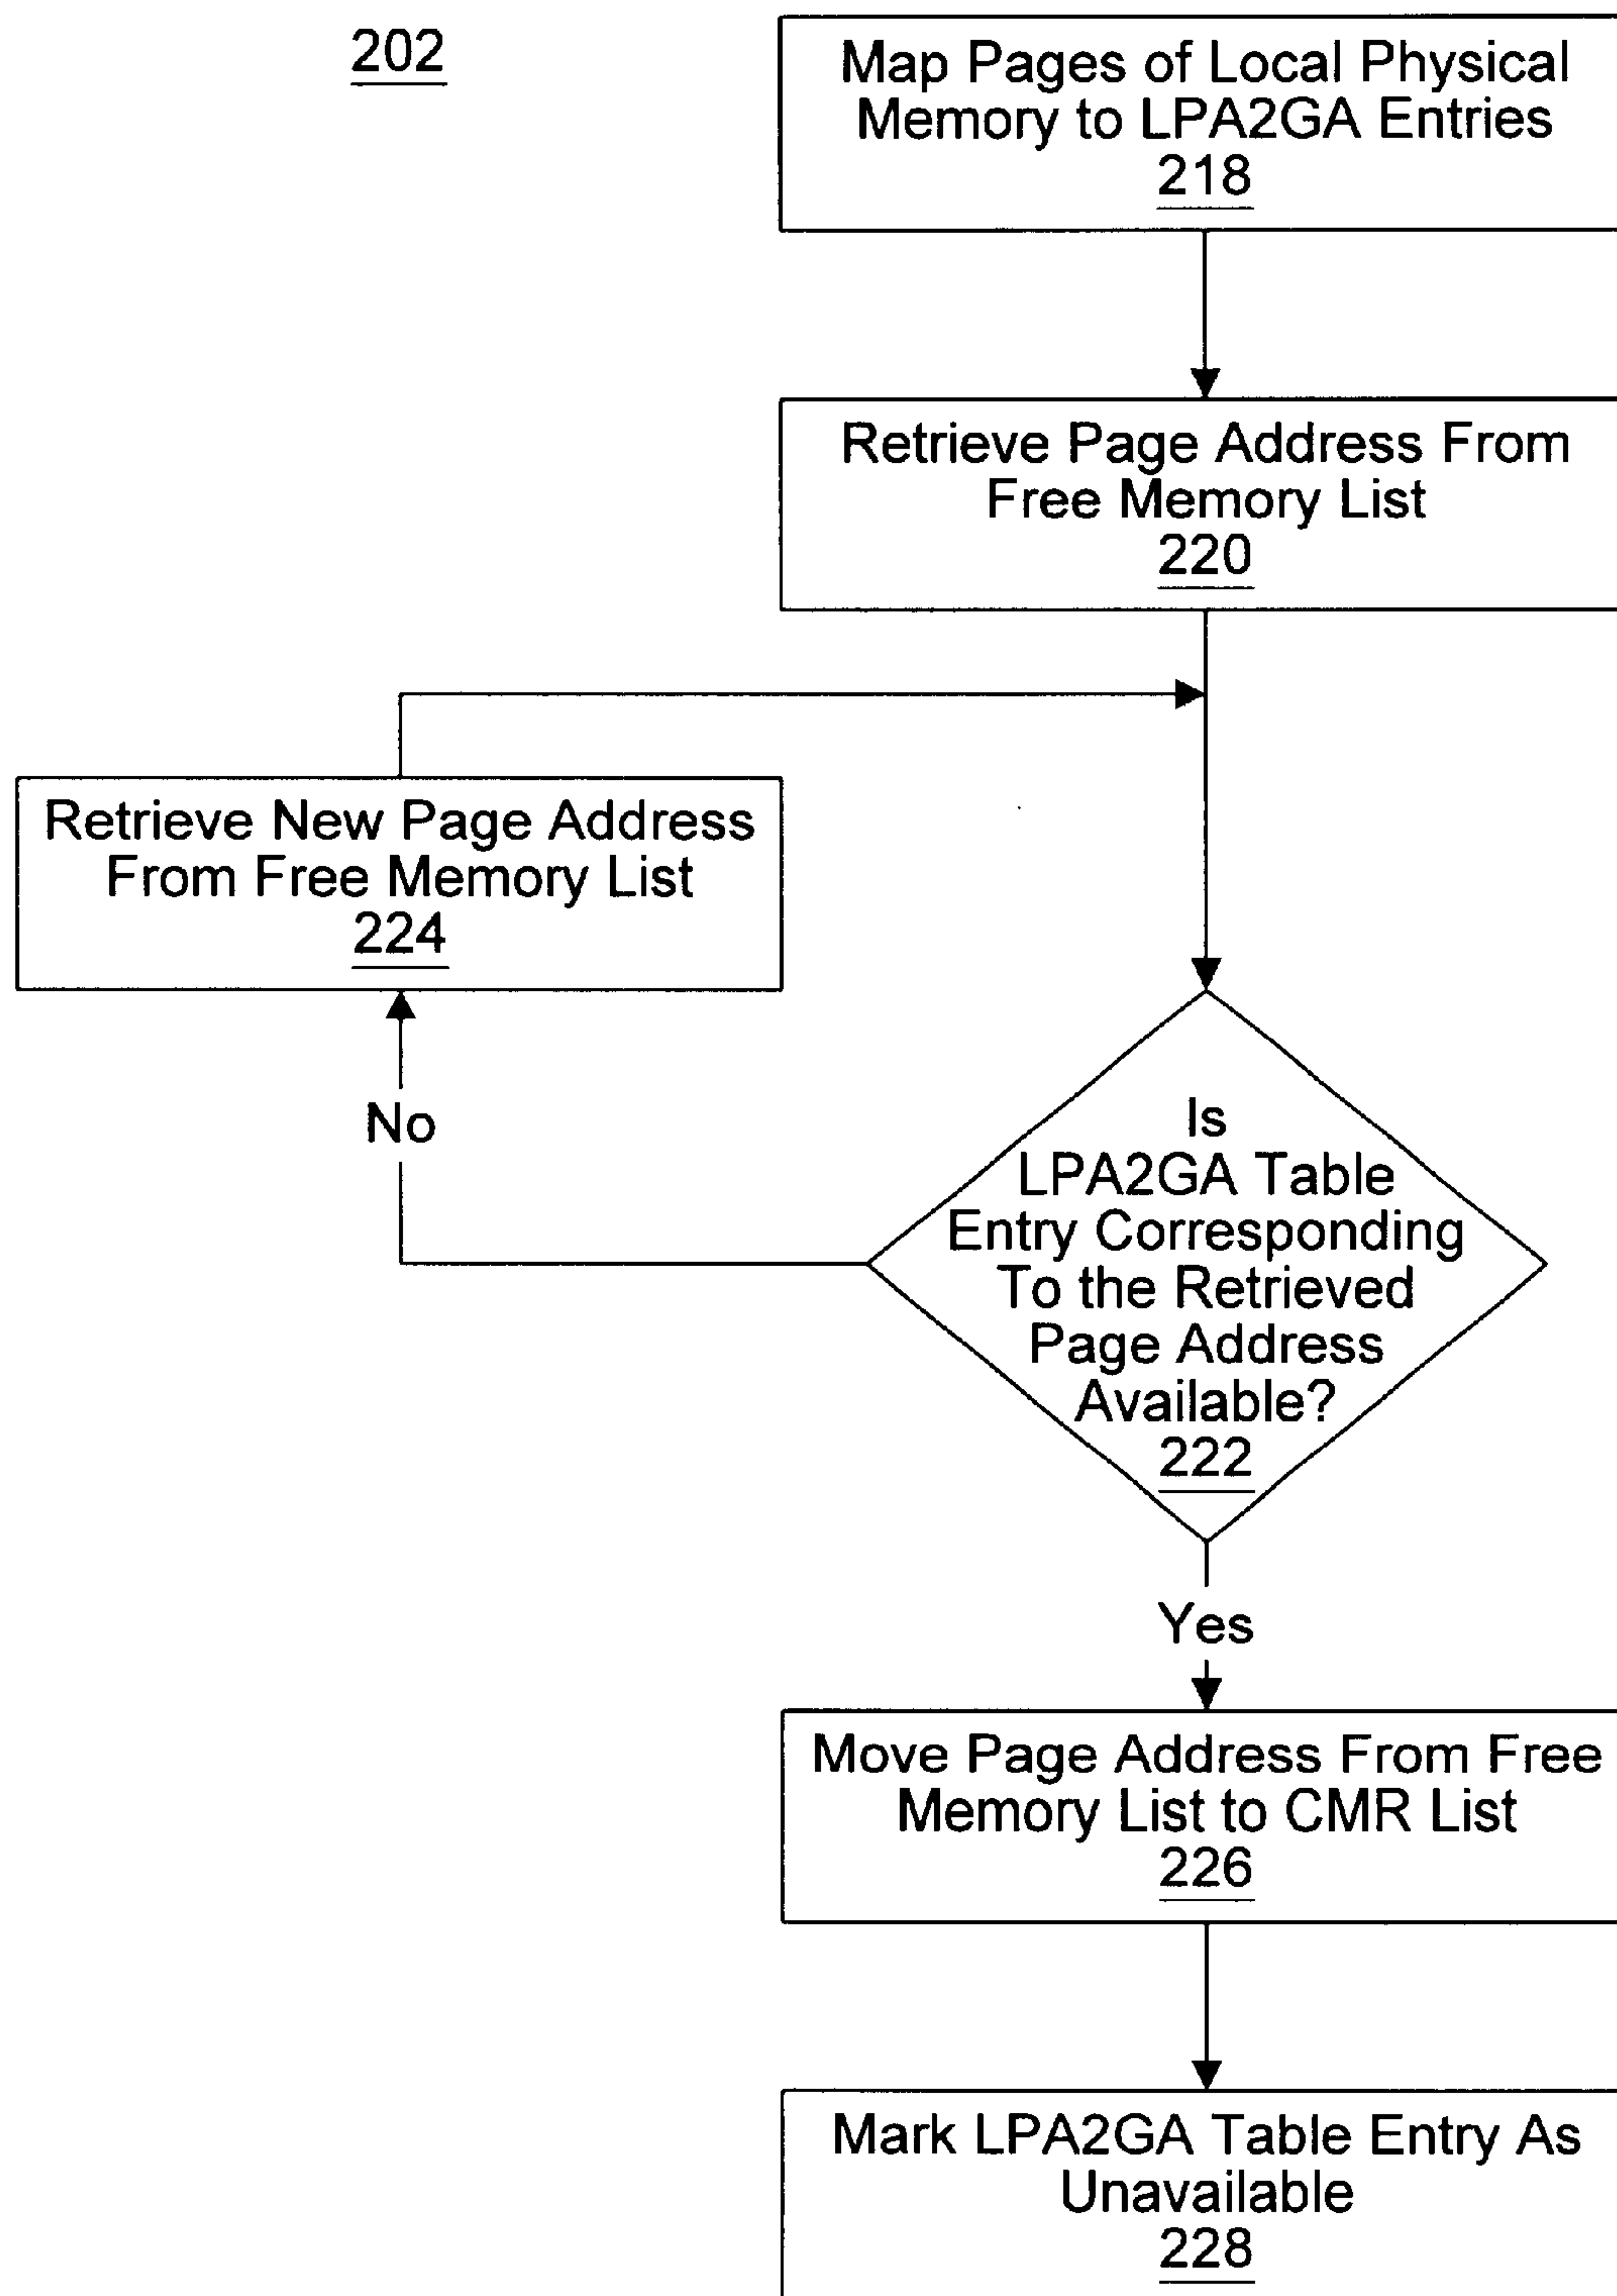 202
Map Pages of Local Physical
Memory to LPA2GA Entries
218
Retrieve Page Address From
Free Memory List
220
Retrieve New Page Address
From Free Memory List
224
No
Is
LPA2GA Table
Entry Corresponding
To the Retrieved
Page Address
Available?
222
Yes
Move Page Address From Free
Memory List to CMR List
226
Mark LPA2GA Table Entry As
Unavailable
228